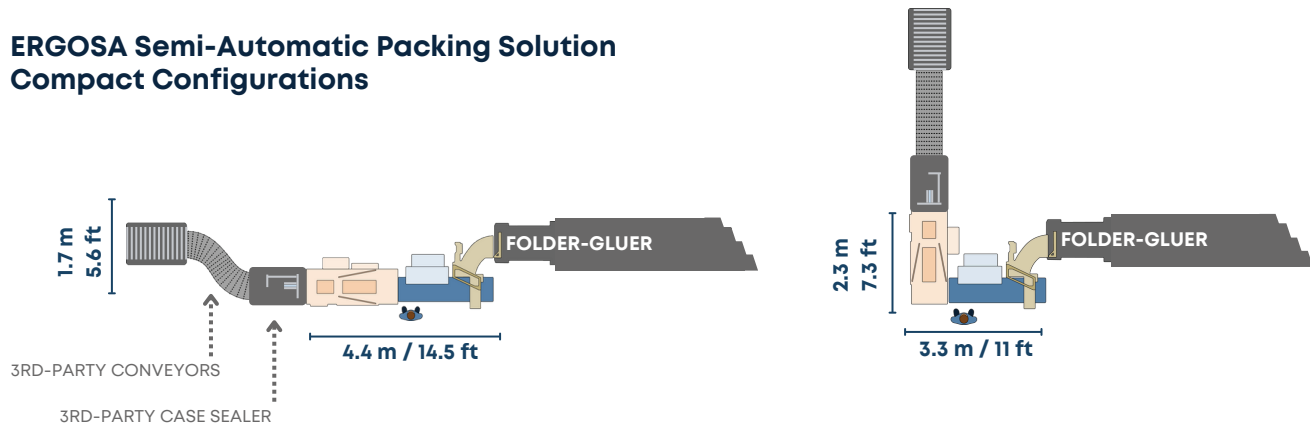 ERGOSA Semi-Automatic Packing Solution
Compact Configurations
1.7 m
5.6 ft
FOLDER-GLUER
4.4 m / 14.5 ft
3RD-PARTY CONVEYORS
3RD-PARTY CASE SEALER
2.3 m
7.3 ft
FOLDER-GLUER
3.3 m / 11 ft